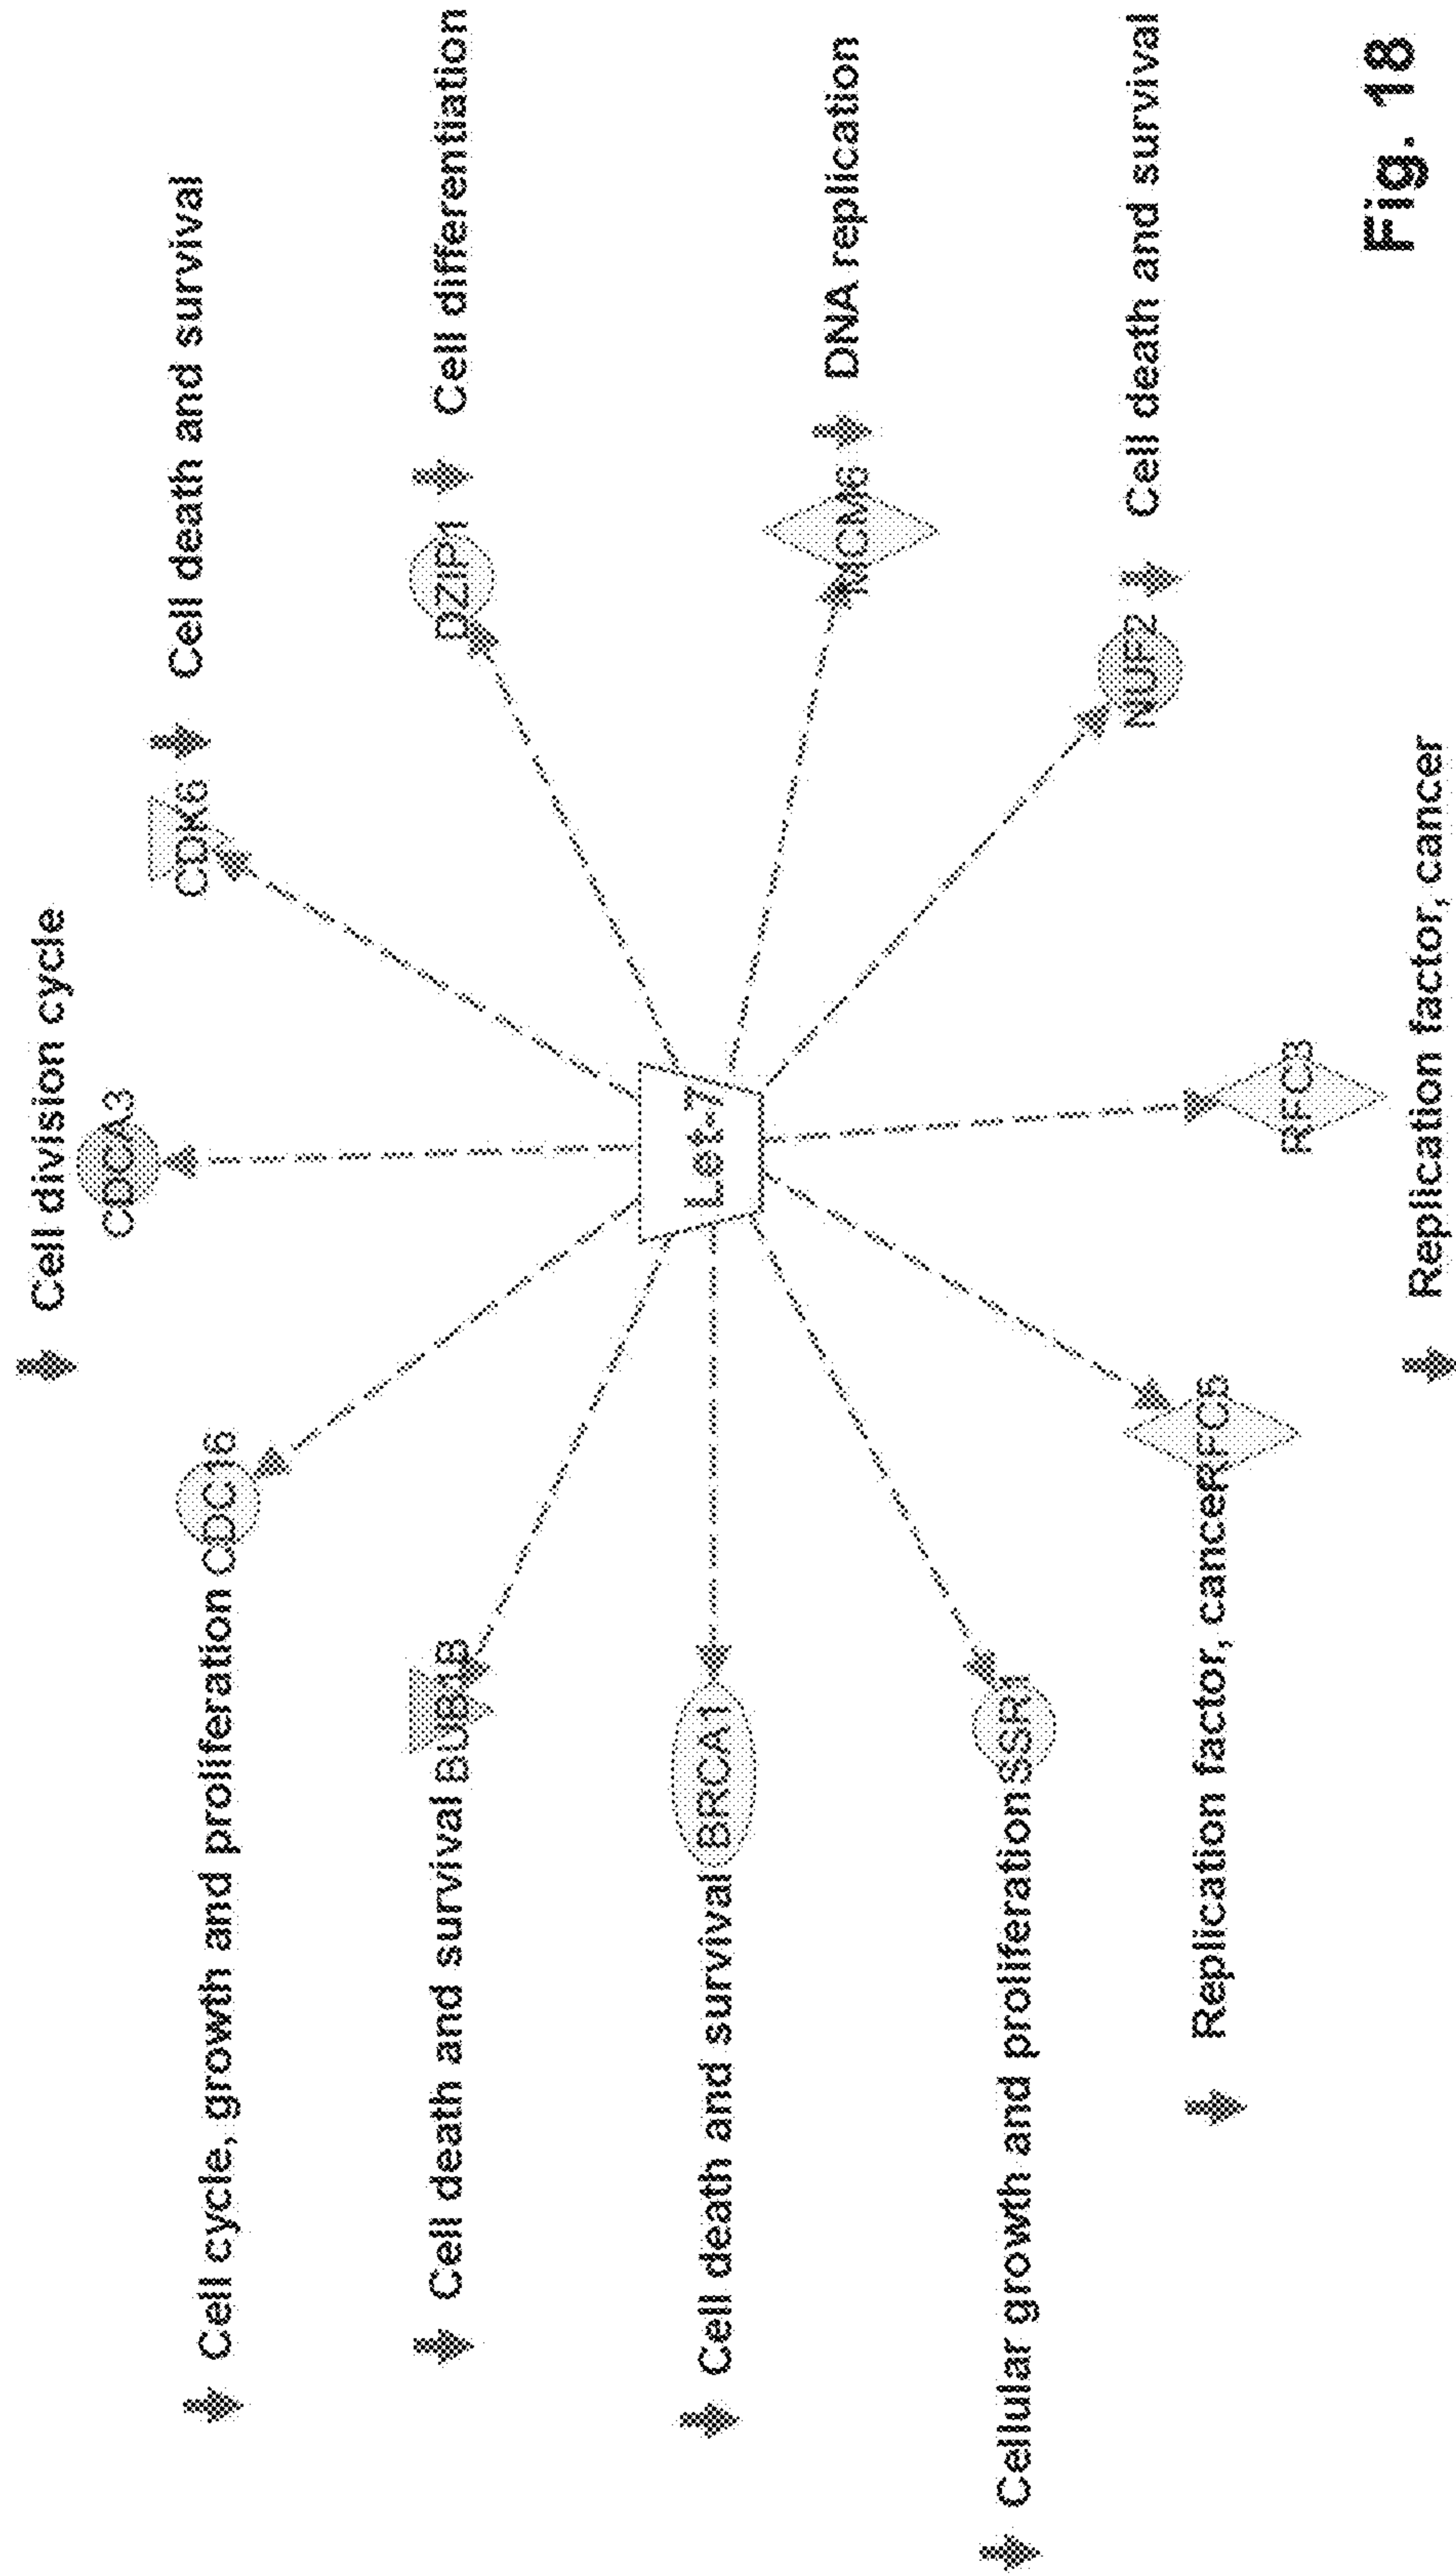 Cell division cycle
CDCA3
CDK6
Cell death and survival
Cell cycle, growth and proliferation CDC16
DZIP1
Cell differentiation
Cell death and survival BUB1B
Let-7
Cell death and survival BRCA1
MCM6
DNA replication
Cellular growth and proliferation SSR1
NUF2
Cell death and survival
Replication factor, cancer RFC5
RFC3
Replication factor, cancer
Fig. 18